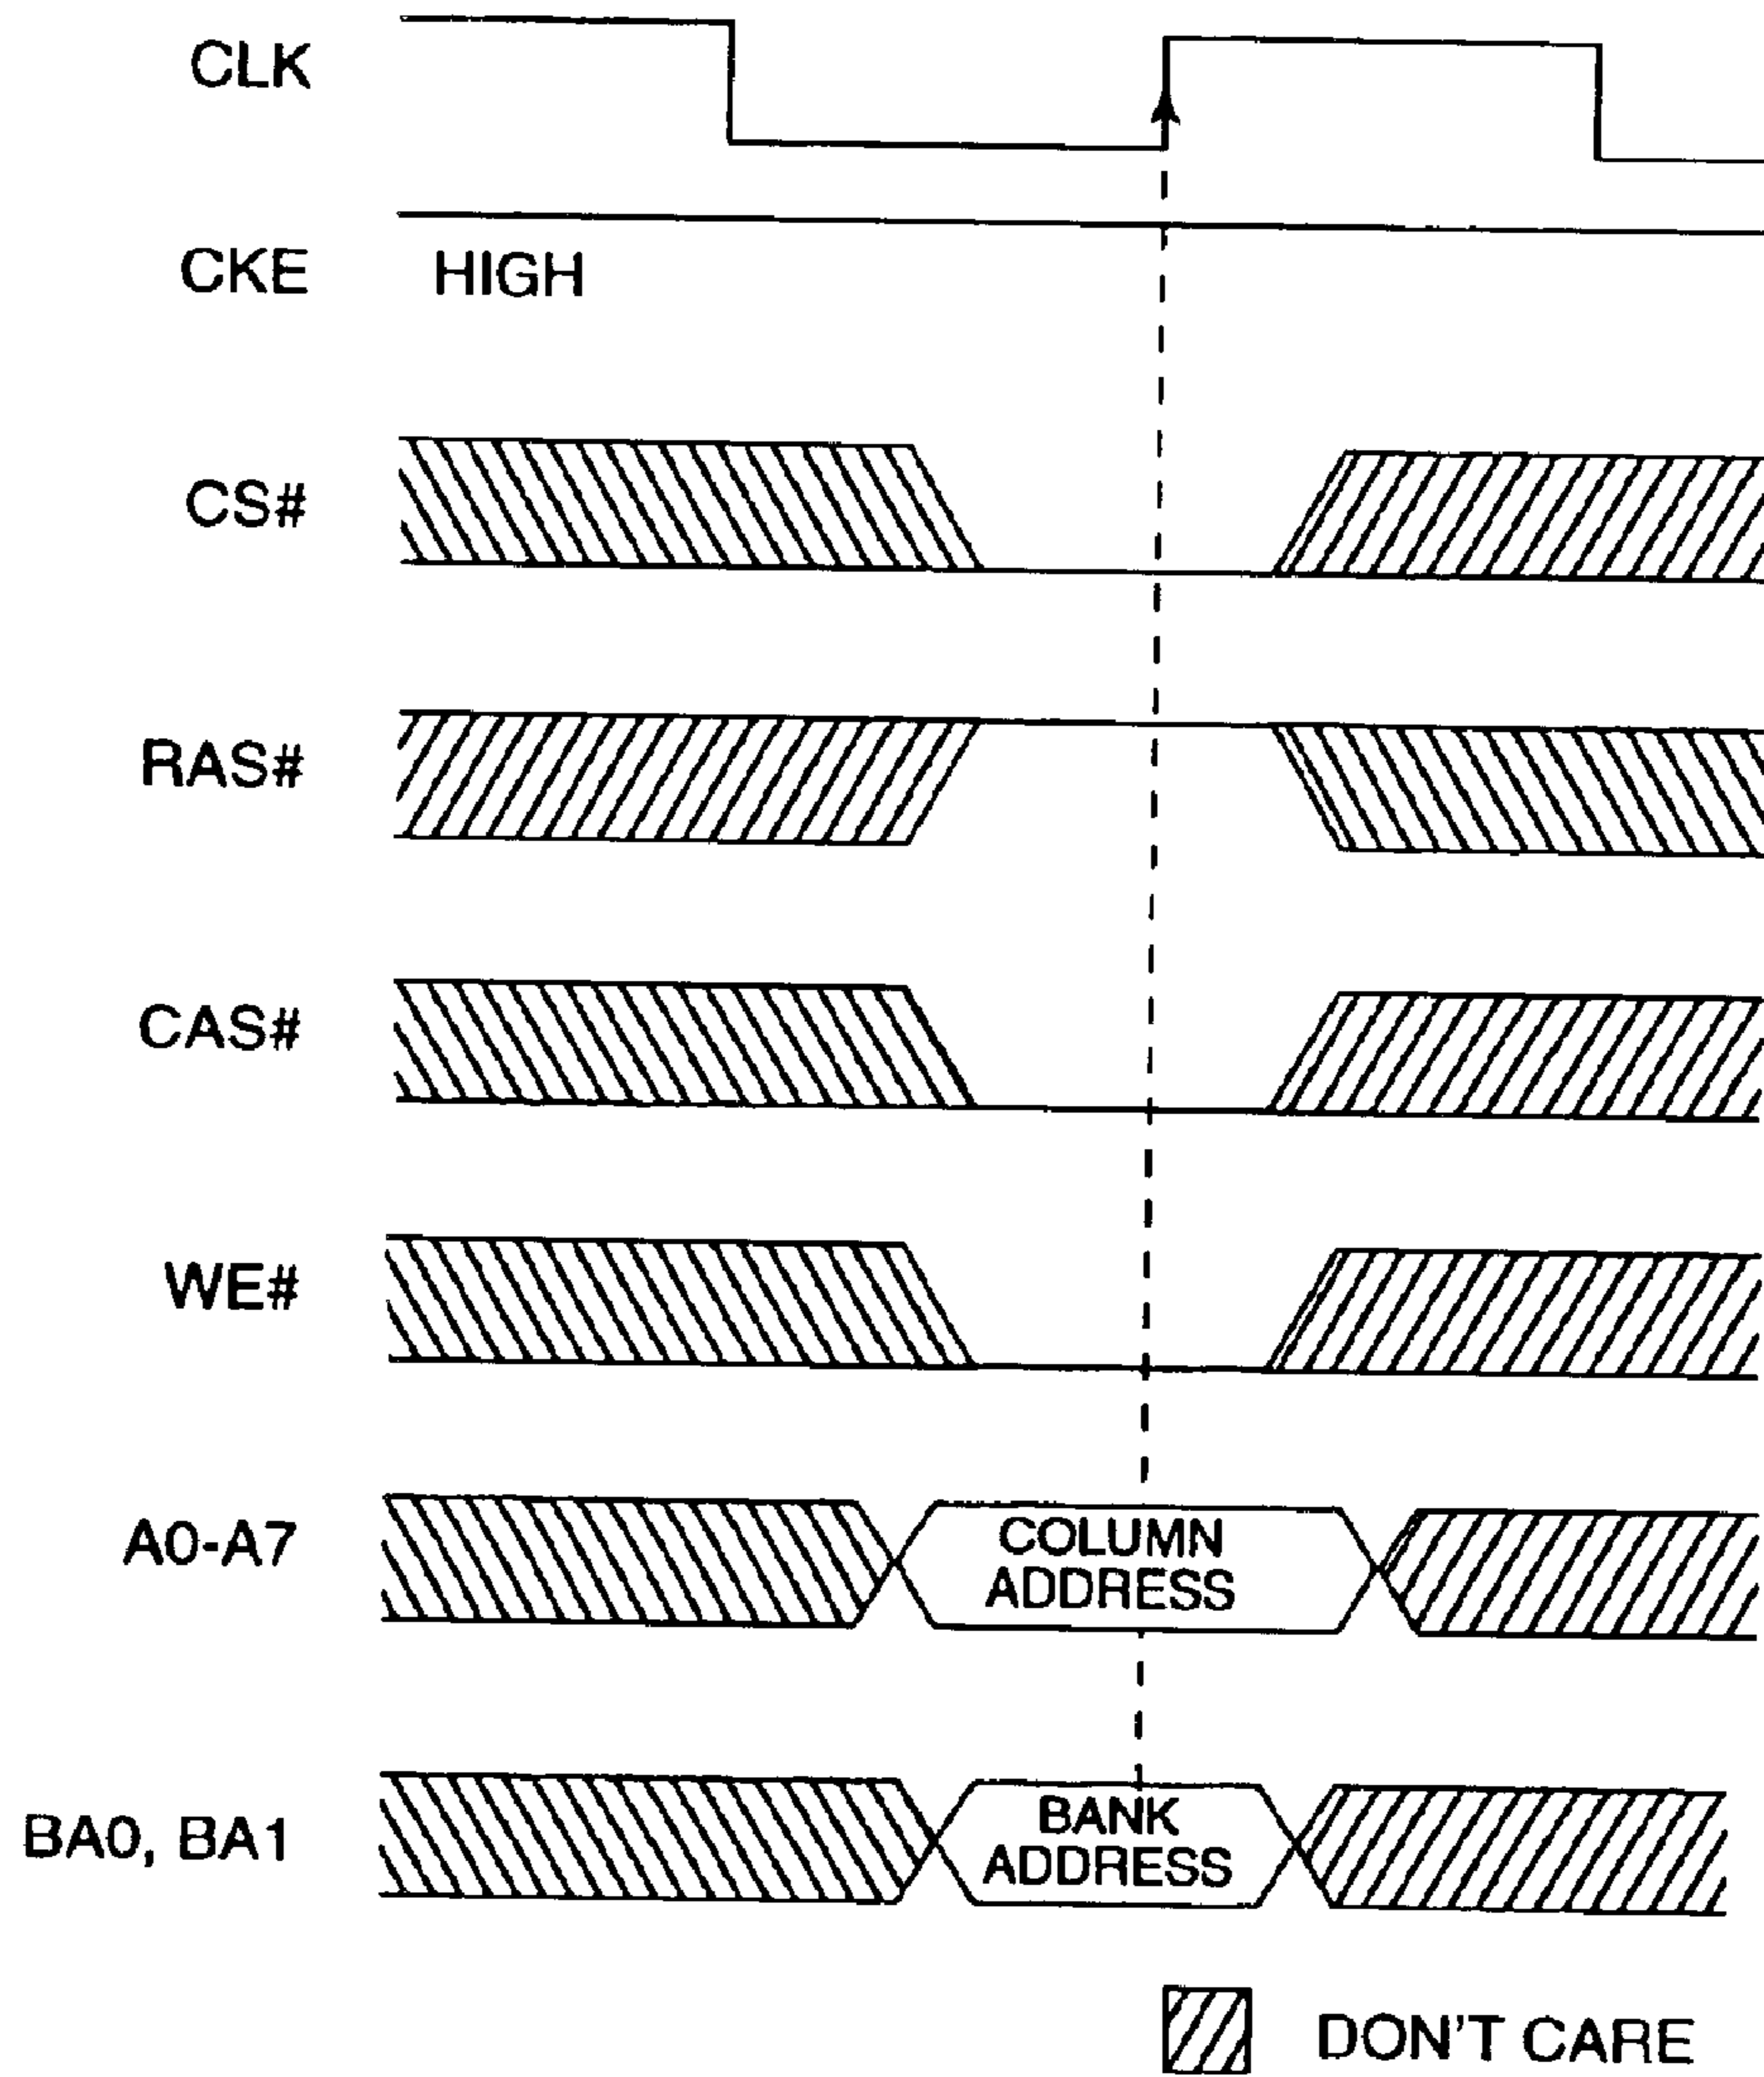 CLK
CKE HIGH
CS#
RAS#
CAS#
WE#
A0-A7
COLUMN
ADDRESS
BA0, BA1
BANK
ADDRESS
DON'T CARE